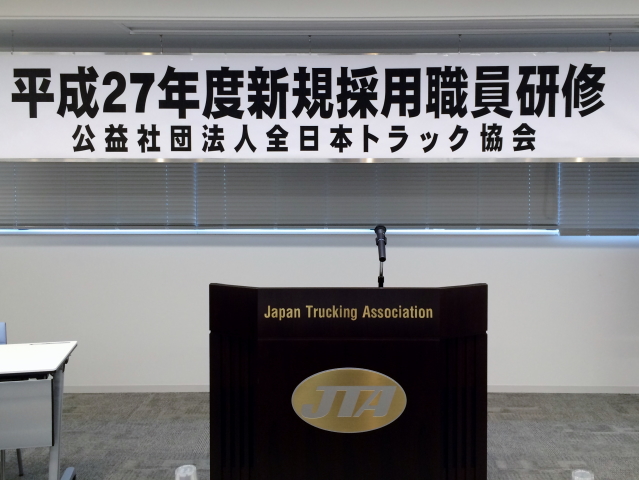 平成27年度新規採用職員研修
公益社団法人全日本トラック協会
Japan Trucking Association
JTA